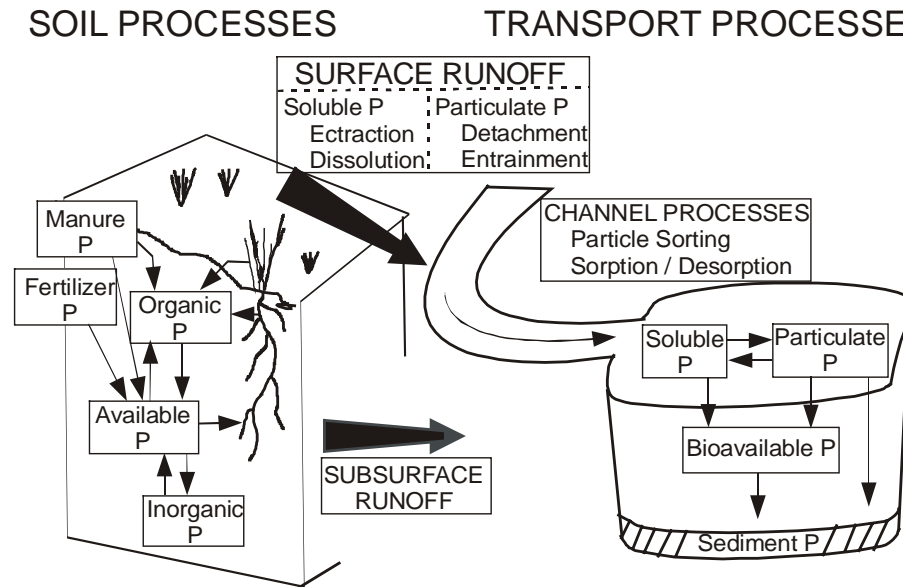 SOIL PROCESSES
TRANSPORT PROCESSE
SURFACE RUNOFF
Soluble P
Ectraction
Dissolution
Particulate P
Detachment
Entrainment
CHANNEL PROCESSES
Particle Sorting
Sorption / Desorption
Manure
P
Fertilizer
P
Organic
P
Available
P
Inorganic
P
SUBSURFACE
RUNOFF
Soluble
P
Particulate
P
Bioavailable P
Sediment P